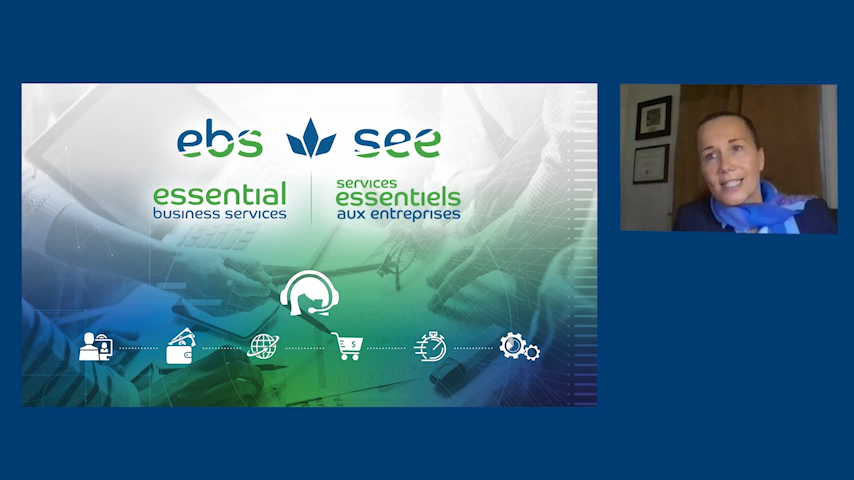 ebs see
essential
business services
services
essentiels
aux entreprises
$